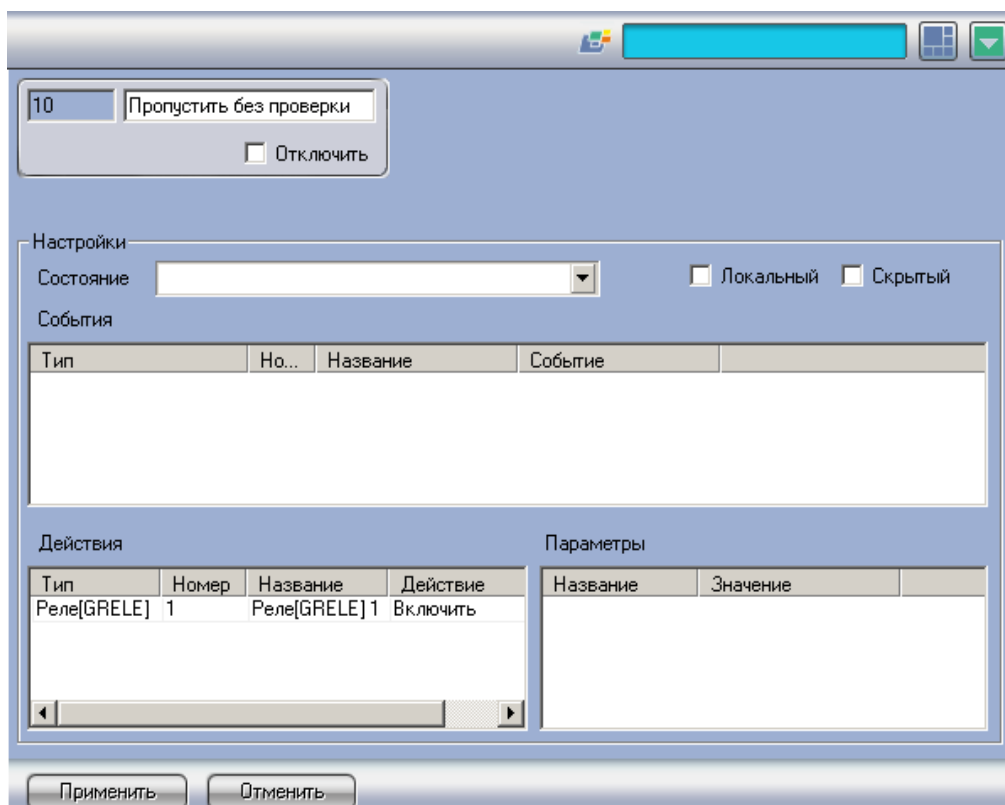 10 Пропустить без проверки
Отключить
Настройки
Состояние Локальный Скрытый
События
Тип Но... Название Событие
Действия Параметры
Тип Номер Название Действие Название Значение
Реле[GRELE] 1 Реле[GRELE] 1 Включить
Применить Отменить